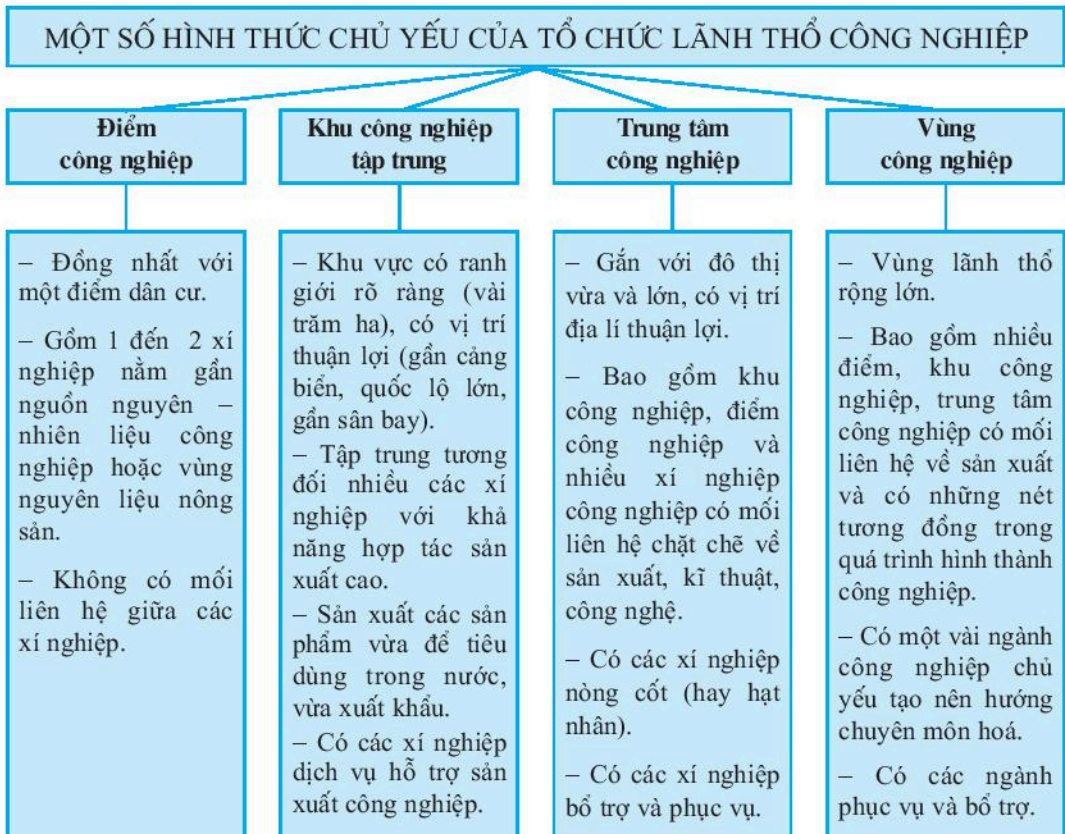 MỘT SỐ HÌNH THỨC CHỦ YẾU CỦA TỔ CHỨC LÃNH THỔ CÔNG NGHIỆP
Điểm
công nghiệp
Khu công nghiệp
tập trung
Trung tâm
công nghiệp
Vùng
công nghiệp
– Đồng nhất với
một điểm dân cư.
– Gồm 1 đến 2 xí
nghiệp nằm gần
nguồn nguyên –
nhiên liệu công
nghiệp hoặc vùng
nguyên liệu nông
sản.
– Không có mối
liên hệ giữa các
xí nghiệp.
– Khu vực có ranh
giới rõ ràng (vài
trăm ha), có vị trí
thuận lợi (gần cảng
biển, quốc lộ lớn,
gần sân bay).
– Tập trung tương
đối nhiều các xí
nghiệp với khả
năng hợp tác sản
xuất cao.
– Sản xuất các sản
phẩm vừa để tiêu
dùng trong nước,
vừa xuất khẩu.
– Có các xí nghiệp
dịch vụ hỗ trợ sản
xuất công nghiệp.
– Gắn với đô thị
vừa và lớn, có vị trí
địa lí thuận lợi.
– Bao gồm khu
công nghiệp, điểm
công nghiệp và
nhiều xí nghiệp
công nghiệp có mối
liên hệ chặt chẽ về
sản xuất, kĩ thuật,
công nghệ.
– Có các xí nghiệp
nòng cốt (hay hạt
nhân).
– Có các xí nghiệp
bổ trợ và phục vụ.
– Vùng lãnh thổ
rộng lớn.
– Bao gồm nhiều
điểm, khu công
nghiệp, trung tâm
công nghiệp có mối
liên hệ về sản xuất
và có những nét
tương đồng trong
quá trình hình thành
công nghiệp.
– Có một vài ngành
công nghiệp chủ
yếu tạo nên hướng
chuyên môn hoá.
– Có các ngành
phục vụ và bổ trợ.